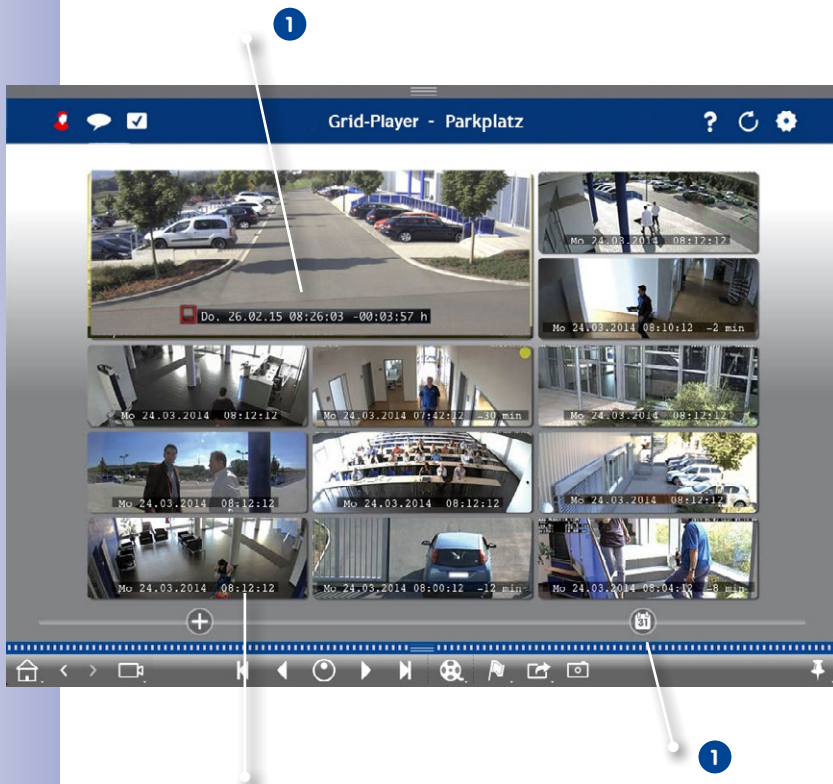 1
Grid-Player - Parkplatz
?
Mo 24.03.2014 08:12:12
Do. 26.02.15 08:26:03 -00:03:57 h
Mo 24.03.2014 08:10:12 -2 min
Mo 24.03.2014 08:12:12
Mo 24.03.2014 07:42:12 -30 min
Mo 24.03.2014 08:12:12
Mo 24.03.2014 08:12:12
Mo 24.03.2014 08:12:12
Mo 24.03.2014 08:12:12
Mo 24.03.2014 08:12:12
Mo 24.03.2014 08:00:12 -12 min
Mo 24.03.2014 08:04:12 -8 min
31
1